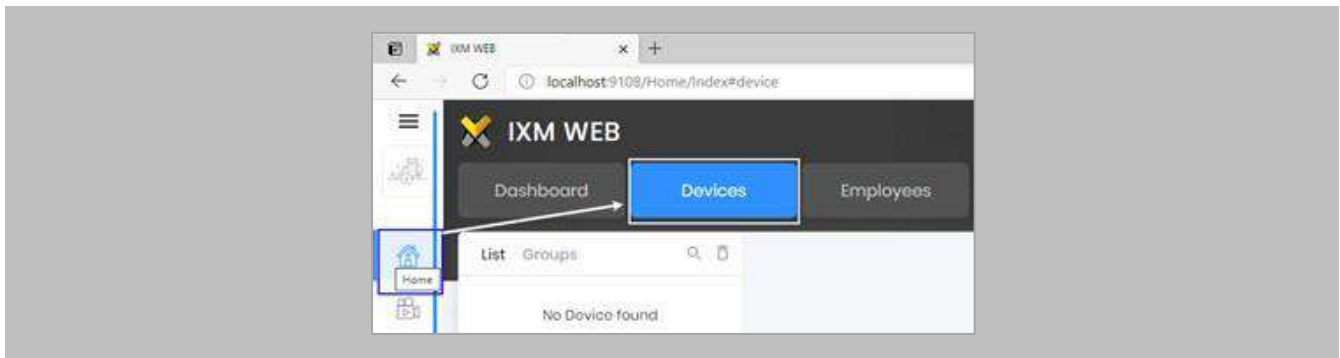 IXM WEB
localhost:9108/Home/Index#device
IXM WEB
Dashboard Devices Employees
List Groups
Home
No Device found